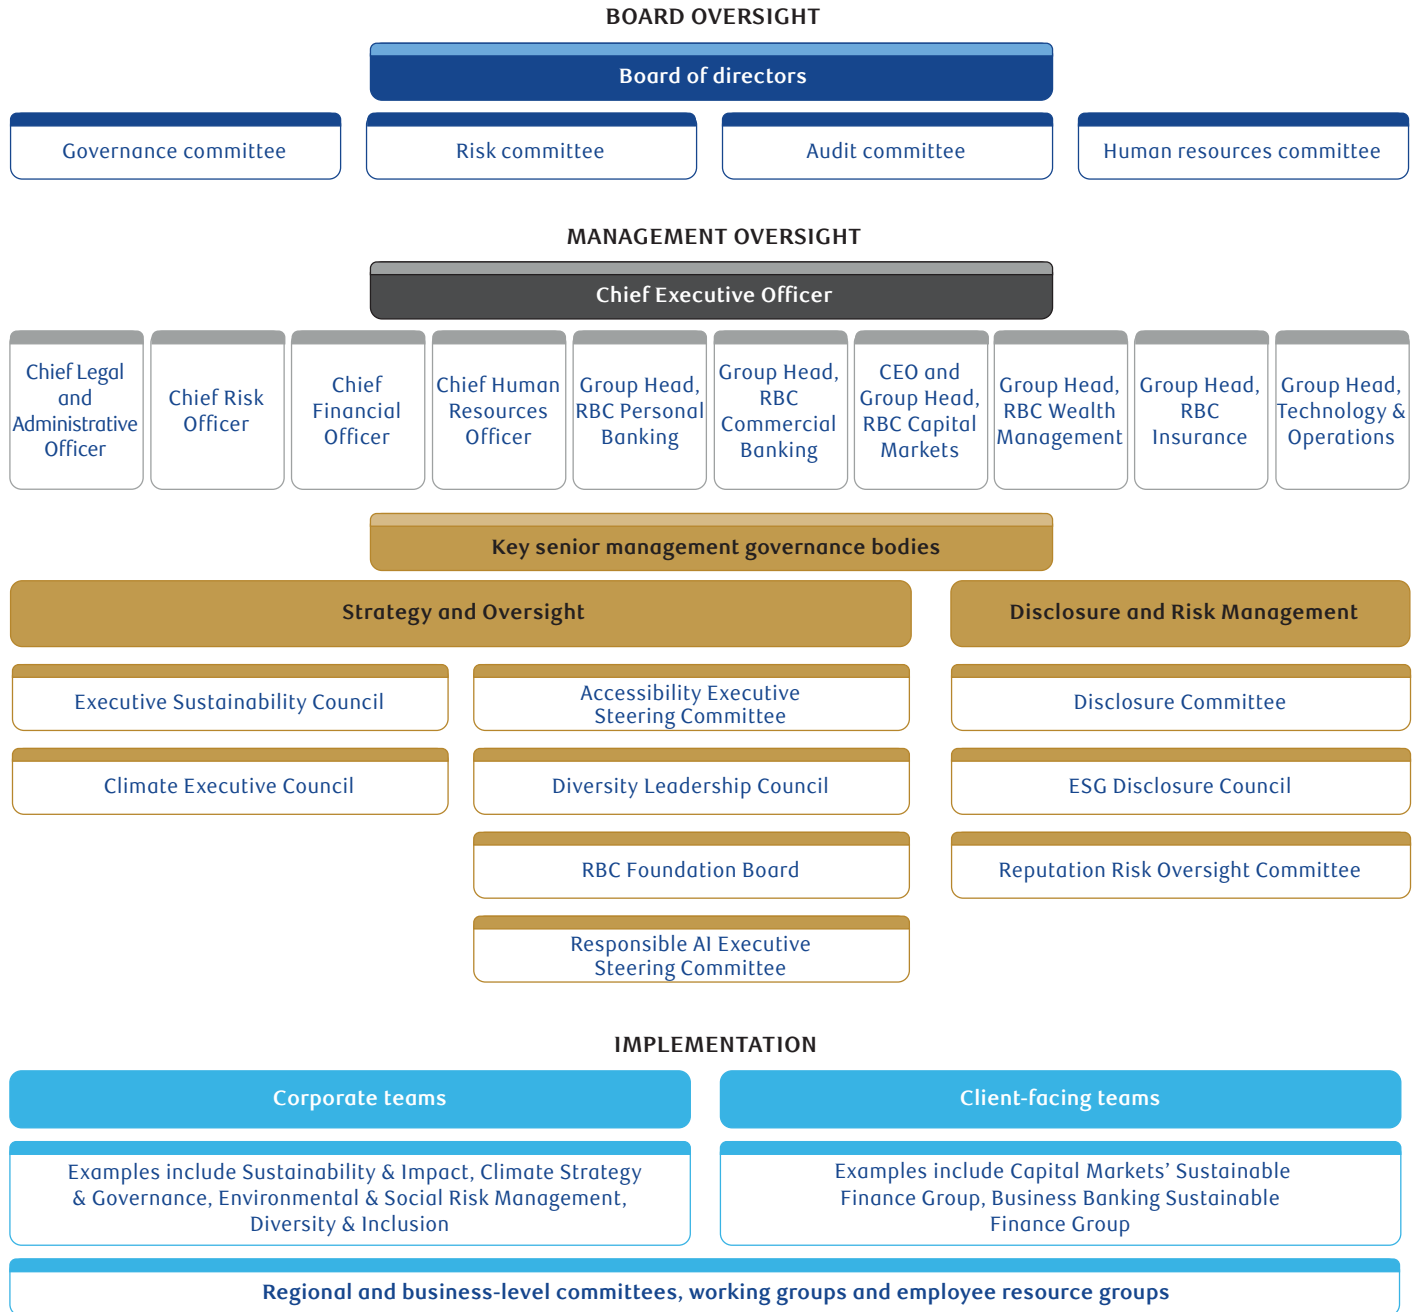 BOARD OVERSIGHT
Board of directors
Governance committee
Risk committee
Audit committee
Human resources committee
MANAGEMENT OVERSIGHT
Chief Executive Officer
Chief Legal
and
Administrative
Officer
Chief Risk
Officer
Chief
Financial
Officer
Chief Human
Resources
Officer
Group Head,
RBC Personal
Banking
Group Head,
RBC
Commercial
Banking
CEO and
Group Head,
RBC Capital
Markets
Group Head,
RBC Wealth
Management
Group Head,
RBC
Insurance
Group Head,
Technology &
Operations
Key senior management governance bodies
Strategy and Oversight
Executive Sustainability Council
Climate Executive Council
Accessibility Executive
Steering Committee
Diversity Leadership Council
RBC Foundation Board
Responsible AI Executive
Steering Committee
Disclosure and Risk Management
Disclosure Committee
ESG Disclosure Council
Reputation Risk Oversight Committee
IMPLEMENTATION
Corporate teams
Examples include Sustainability & Impact, Climate Strategy
& Governance, Environmental & Social Risk Management,
Diversity & Inclusion
Client-facing teams
Examples include Capital Markets’ Sustainable
Finance Group, Business Banking Sustainable
Finance Group
Regional and business-level committees, working groups and employee resource groups